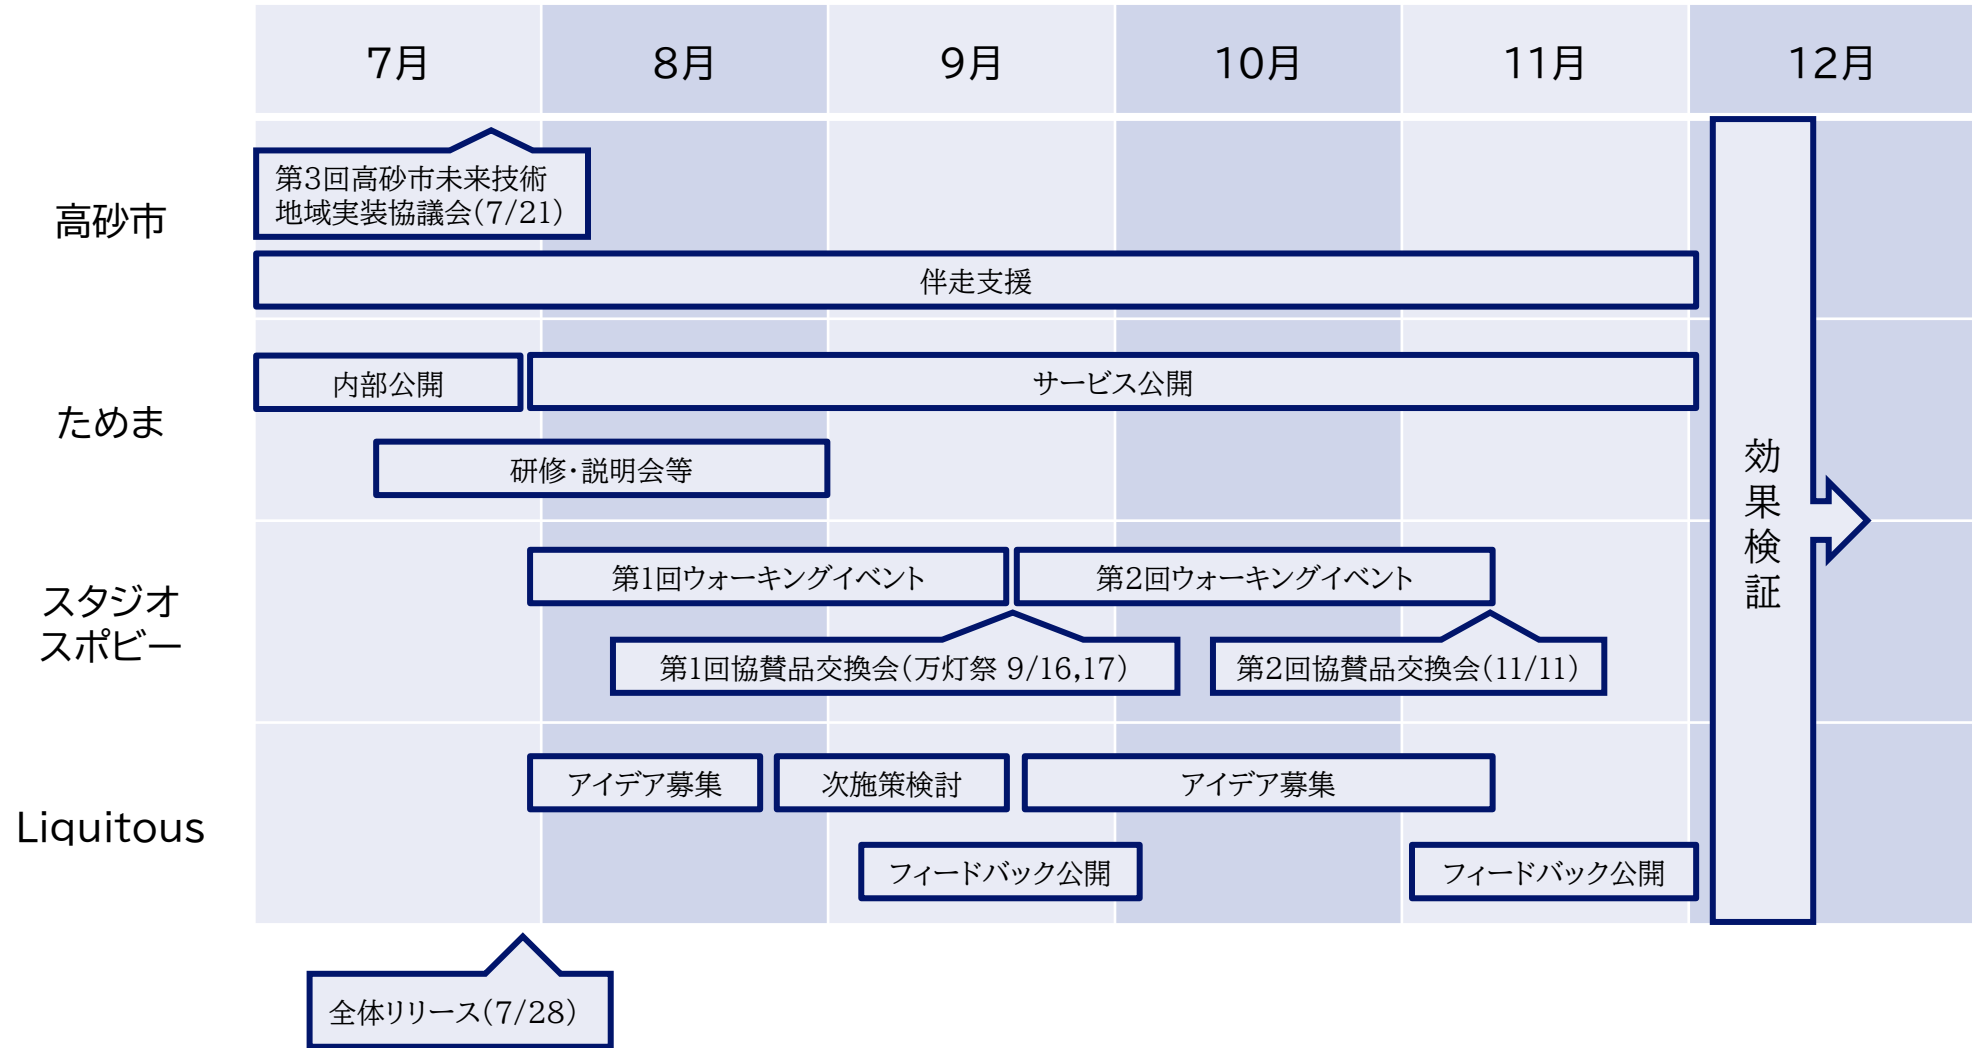 7月
8月
9月
10月
11月
12月
高砂市
第3回高砂市未来技術
地域実装協議会(7/21)
伴走支援
ためま
内部公開
サービス公開
研修・説明会等
スタジオ
スポビー
第1回ウォーキングイベント
第2回ウォーキングイベント
第1回協賛品交換会(万灯祭 9/16,17)
第2回協賛品交換会(11/11)
Liquitous
アイデア募集
次施策検討
アイデア募集
フィードバック公開
フィードバック公開
効果検証
全体リリース(7/28)